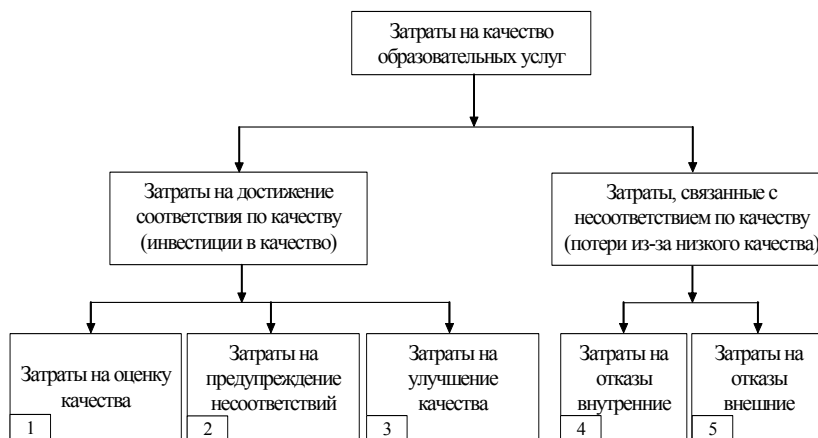 Затраты на качество
образовательных услуг
Затраты на достижение
соответствия по качеству
(инвестиции в качество)
Затраты, связанные с
несоответствием по качеству
(потери из-за низкого качества)
Затраты на оценку
качества
1
Затраты на
предупреждение
несоответствий
2
Затраты на
улучшение
качества
3
Затраты на
отказы
внутренние
4
Затраты на
отказы
внешние
5